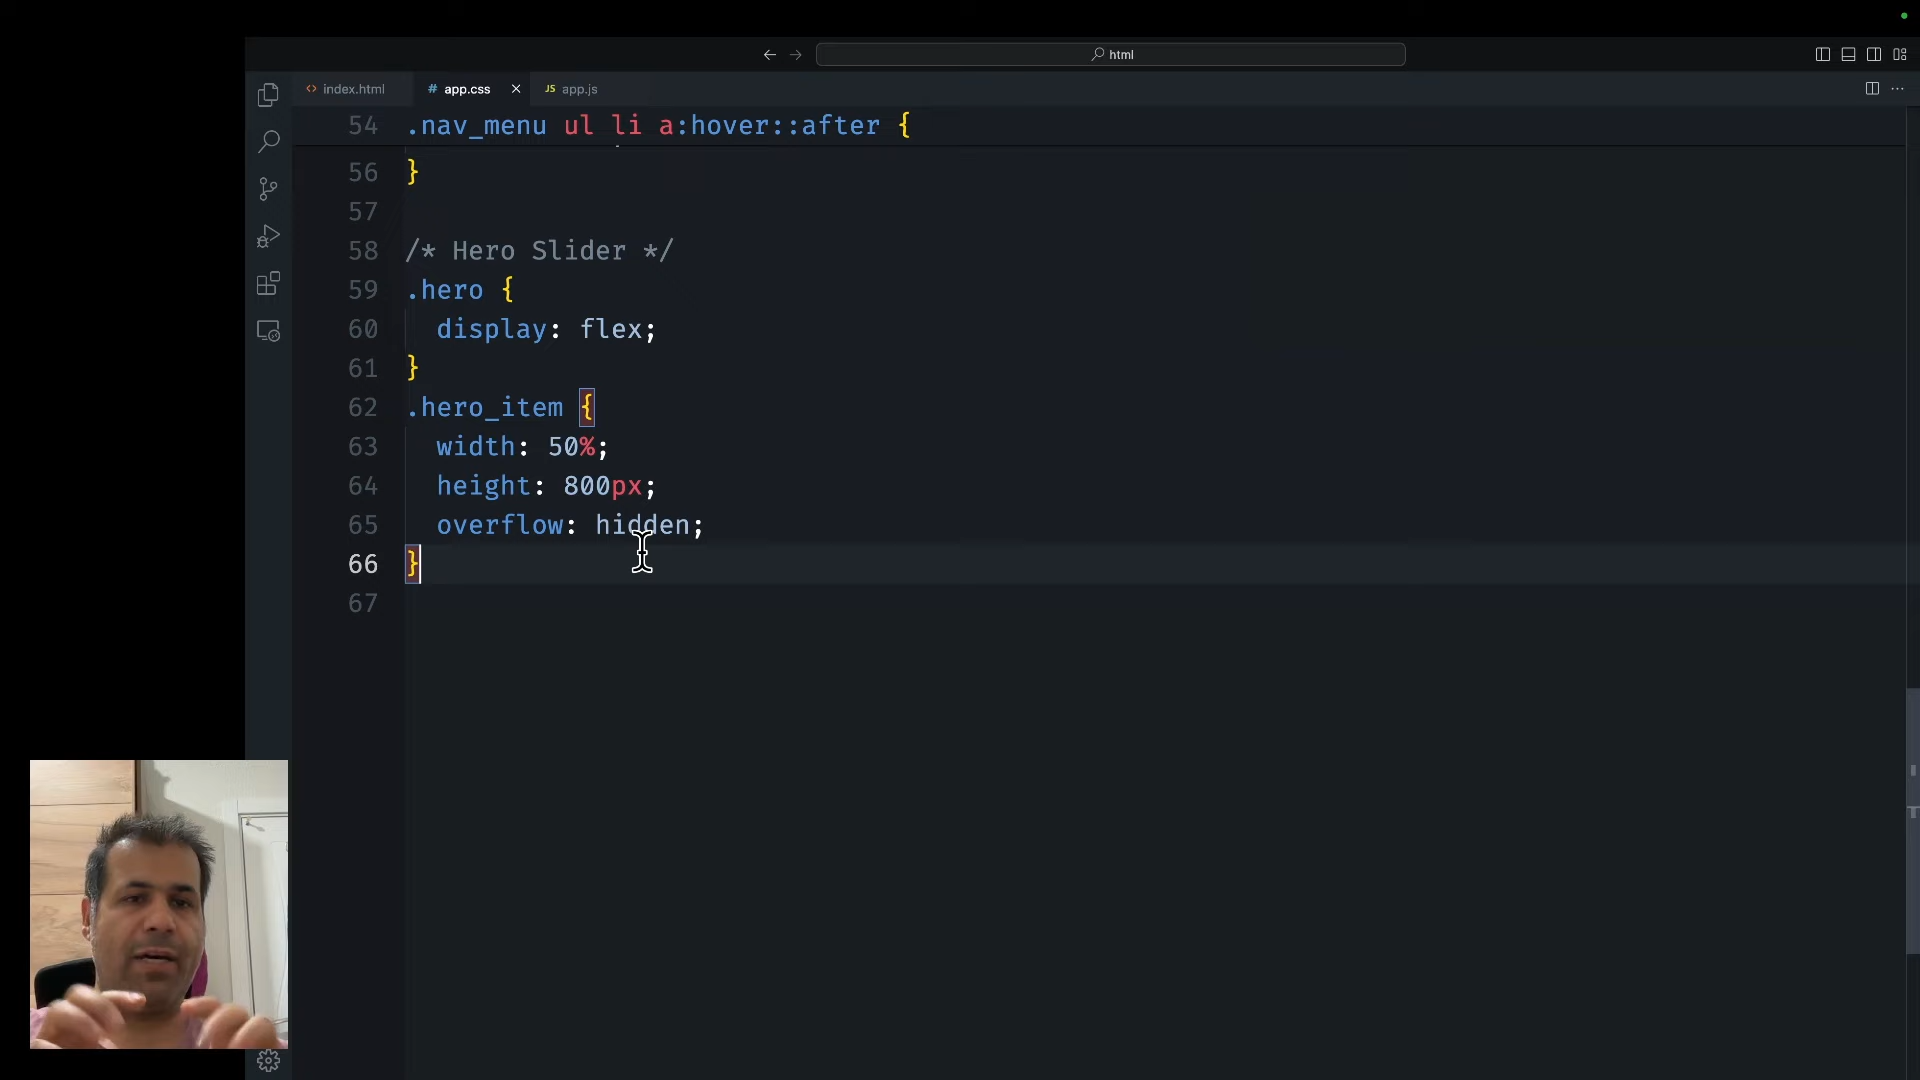 html
index.html
# app.css
JS app.js
54 .nav_menu ul li a:hover::after {
56 }
57
58 /* Hero Slider */
59 .hero {
60 display: flex;
61 }
62 .hero_item {
63 width: 50%;
64 height: 800px;
65 overflow: hidden;
66 }
67